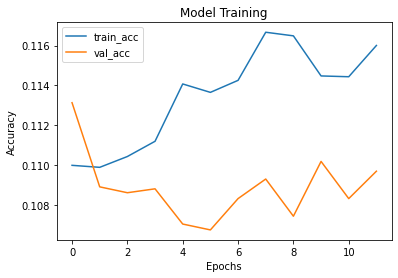 Model Training
train_acc
val_acc
0.116
0.114
0.112
0.110
0.108
Accuracy
0
2
4
6
8
10
Epochs